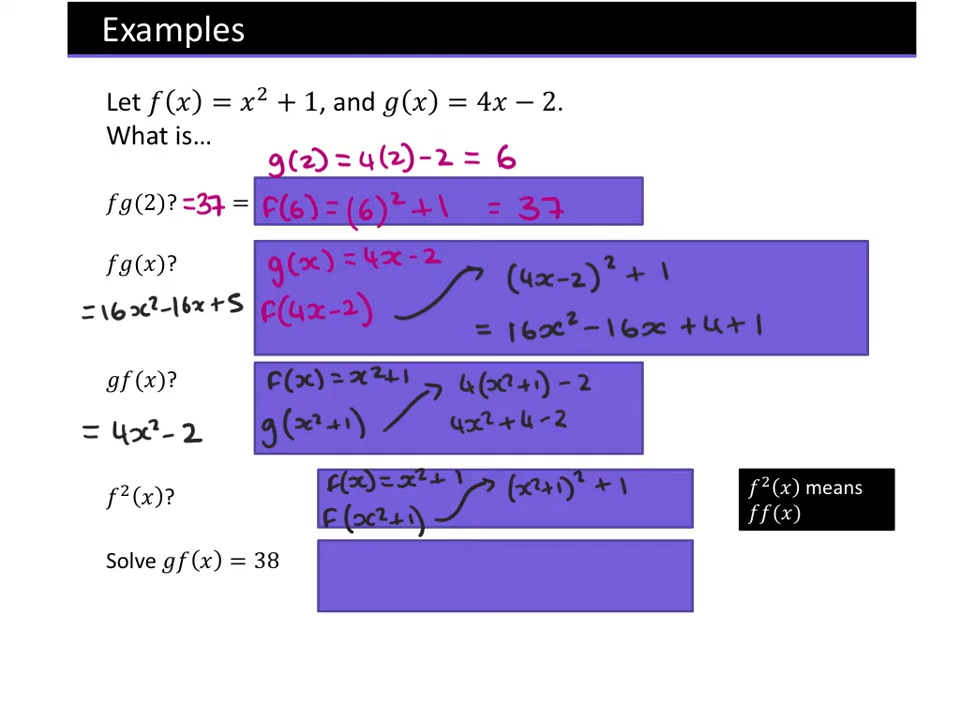 Examples
Let f(x) = x² + 1, and g(x) = 4x − 2.
What is...
g(2) = 4(2) - 2 = 6
fg(2)? = 37 = f(6) = (6)² + 1 = 37
fg(x)? g(x) = 4x - 2 (4x-2)² + 1
= 16x² - 16x + 5 f(4x-2) = 16x² - 16x + 4 + 1
gf(x)? f(x) = x² + 1 4(x²+1) - 2
= 4x² - 2 g(x²+1) 4x² + 4 - 2
f²(x)? f(x) = x² + 1 (x²+1)² + 1
f(x²+1)
f²(x) means
ff(x)
Solve gf(x) = 38